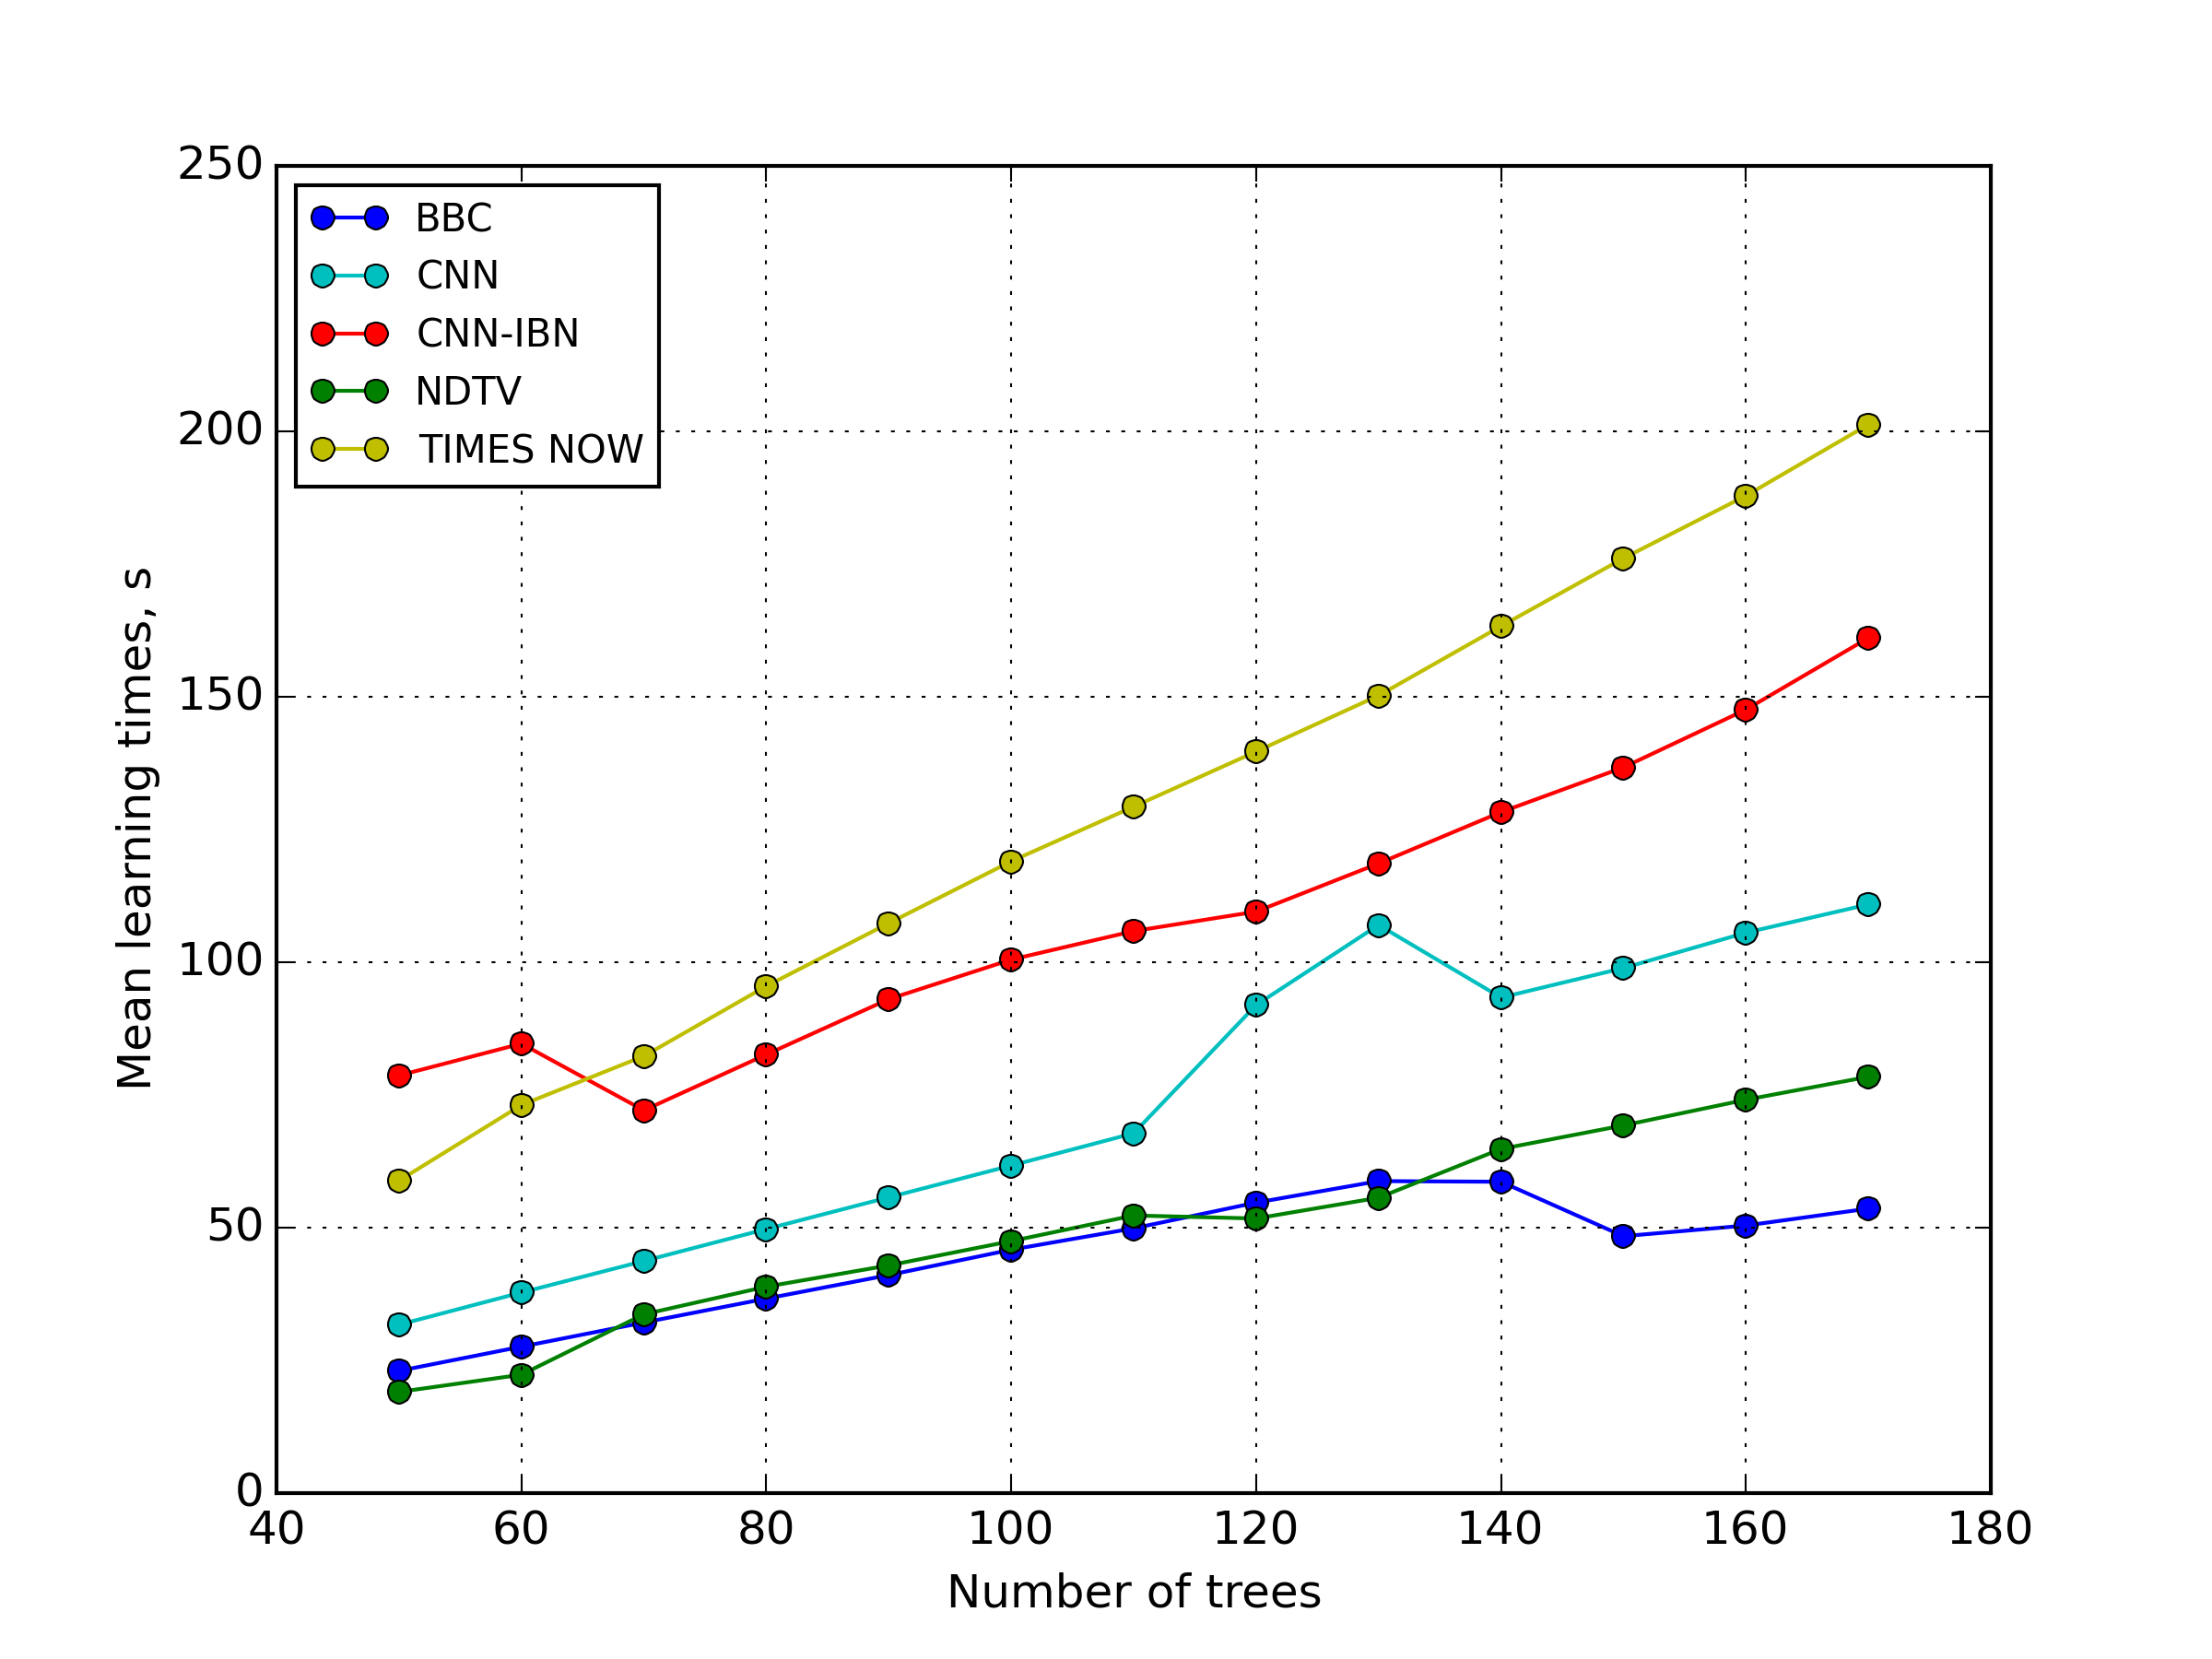 250
200
150
100
50
0
BBC
CNN
CNN-IBN
NDTV
TIMES NOW
Mean learning times, s
40 60 80 100 120 140 160 180
Number of trees